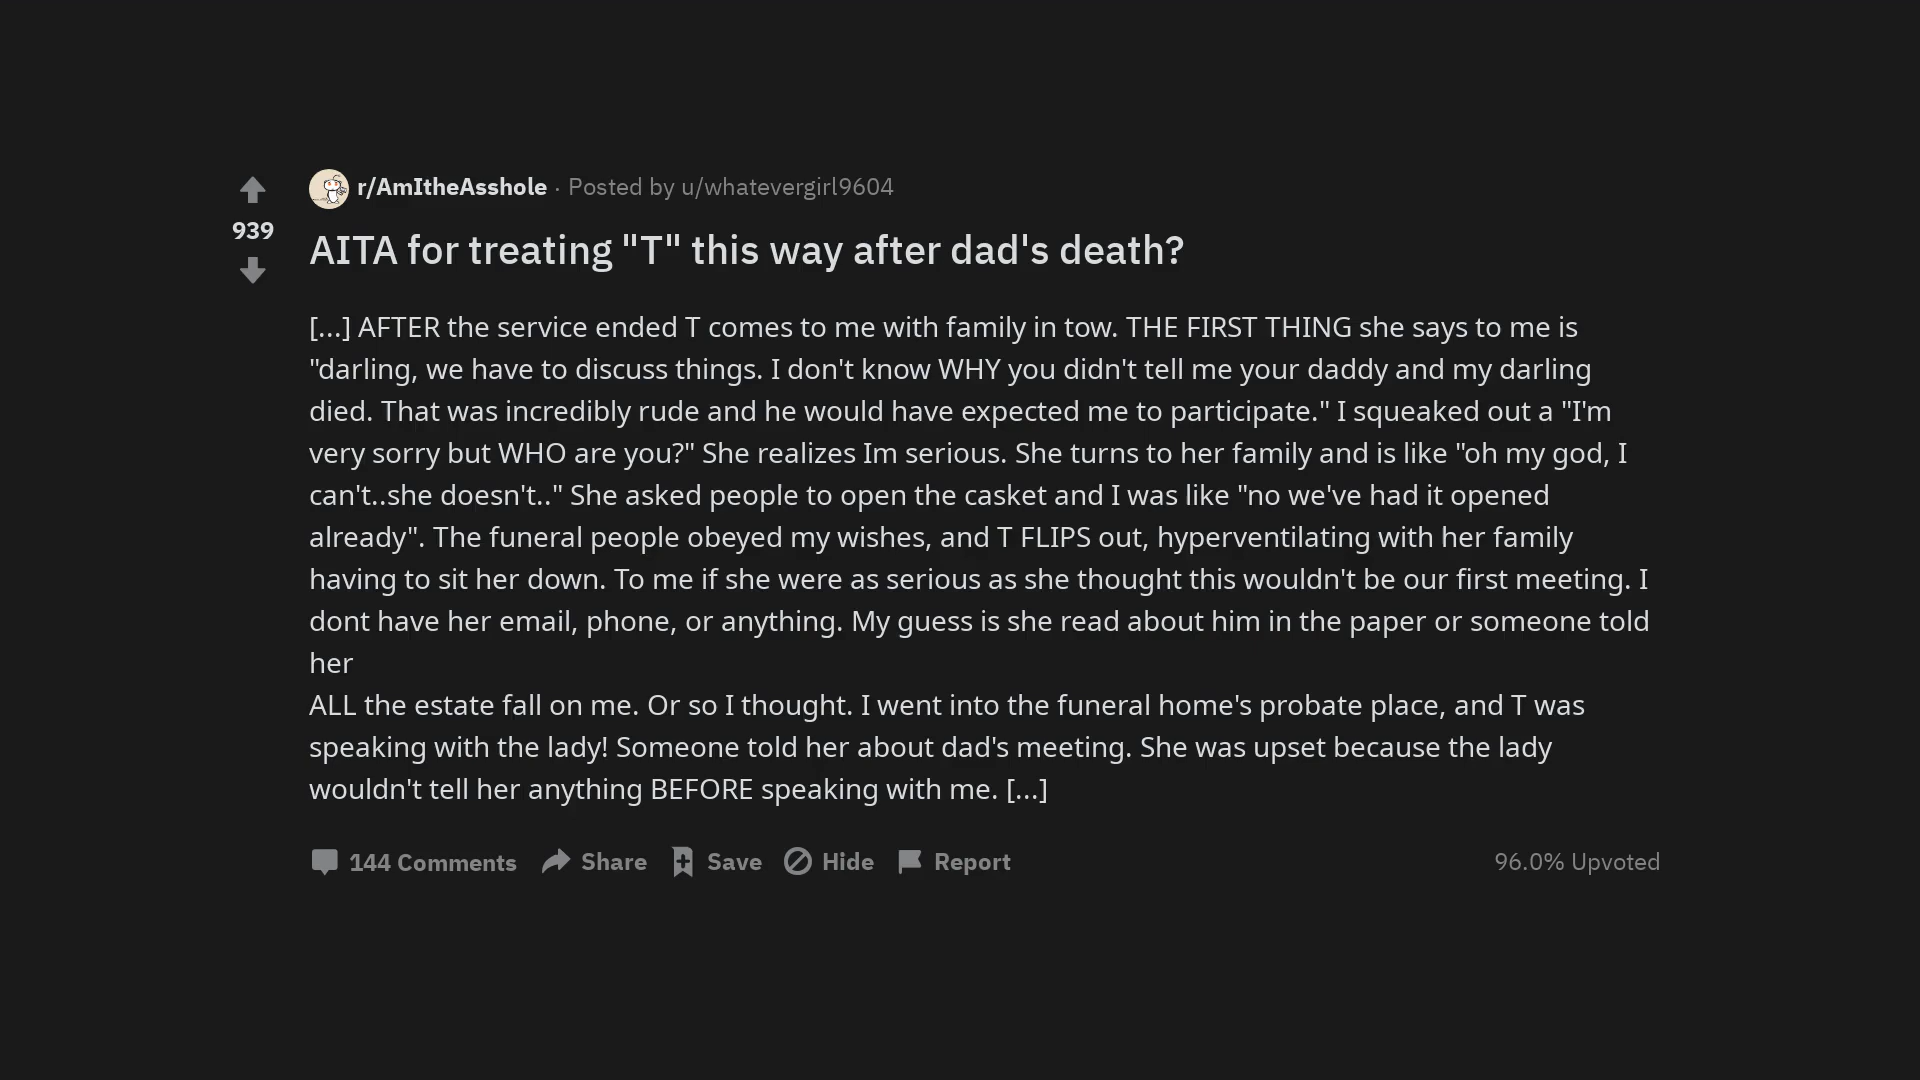 r/AmItheAsshole · Posted by u/whatevergirl9604
939
AITA for treating "T" this way after dad's death?
[...] AFTER the service ended T comes to me with family in tow. THE FIRST THING she says to me is
"darling, we have to discuss things. I don't know WHY you didn't tell me your daddy and my darling
died. That was incredibly rude and he would have expected me to participate." I squeaked out a "I'm
very sorry but WHO are you?" She realizes Im serious. She turns to her family and is like "oh my god, I
can't..she doesn't.." She asked people to open the casket and I was like "no we've had it opened
already". The funeral people obeyed my wishes, and T FLIPS out, hyperventilating with her family
having to sit her down. To me if she were as serious as she thought this wouldn't be our first meeting. I
dont have her email, phone, or anything. My guess is she read about him in the paper or someone told
her
ALL the estate fall on me. Or so I thought. I went into the funeral home's probate place, and T was
speaking with the lady! Someone told her about dad's meeting. She was upset because the lady
wouldn't tell her anything BEFORE speaking with me. [...]
144 Comments Share Save Hide Report 96.0% Upvoted